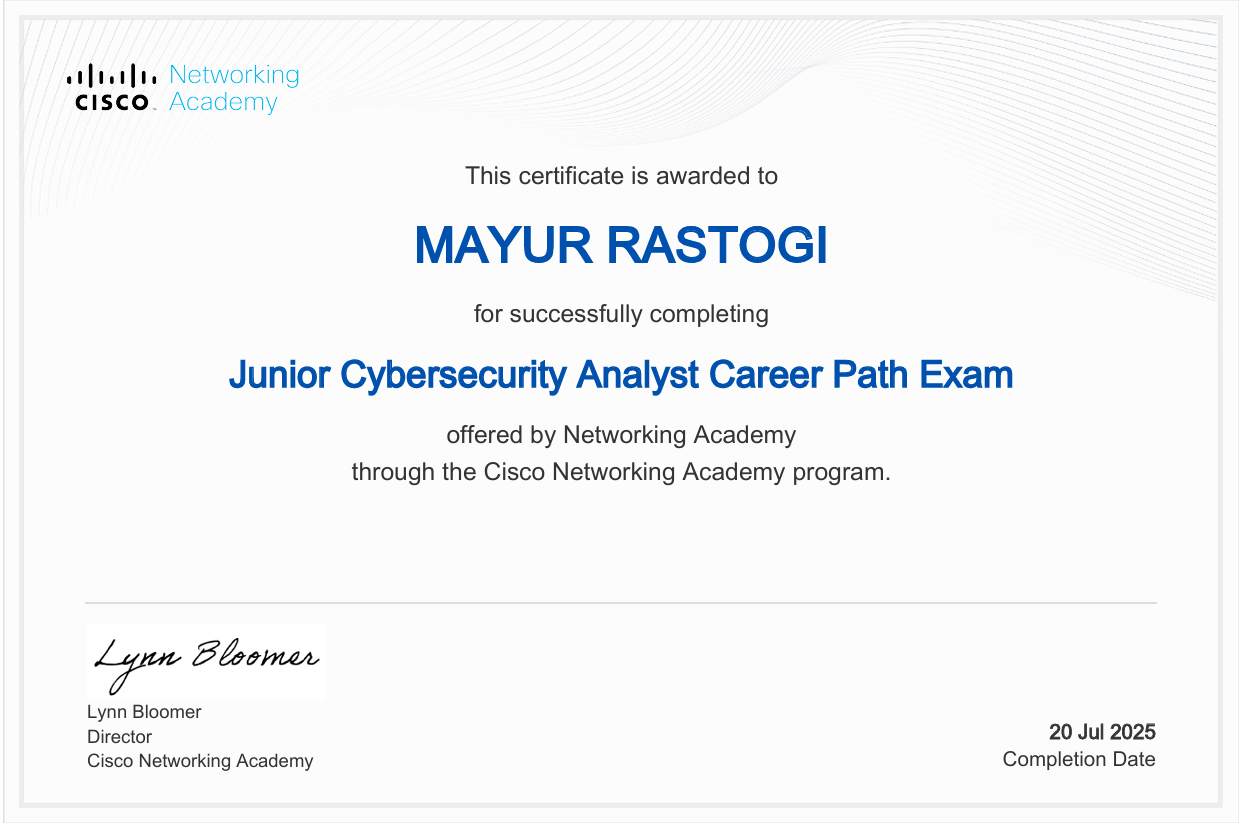 CISCO Networking
Academy
This certificate is awarded to
MAYUR RASTOGI
for successfully completing
Junior Cybersecurity Analyst Career Path Exam
offered by Networking Academy
through the Cisco Networking Academy program.
Lynn Bloomer
Lynn Bloomer
Director
Cisco Networking Academy
20 Jul 2025
Completion Date